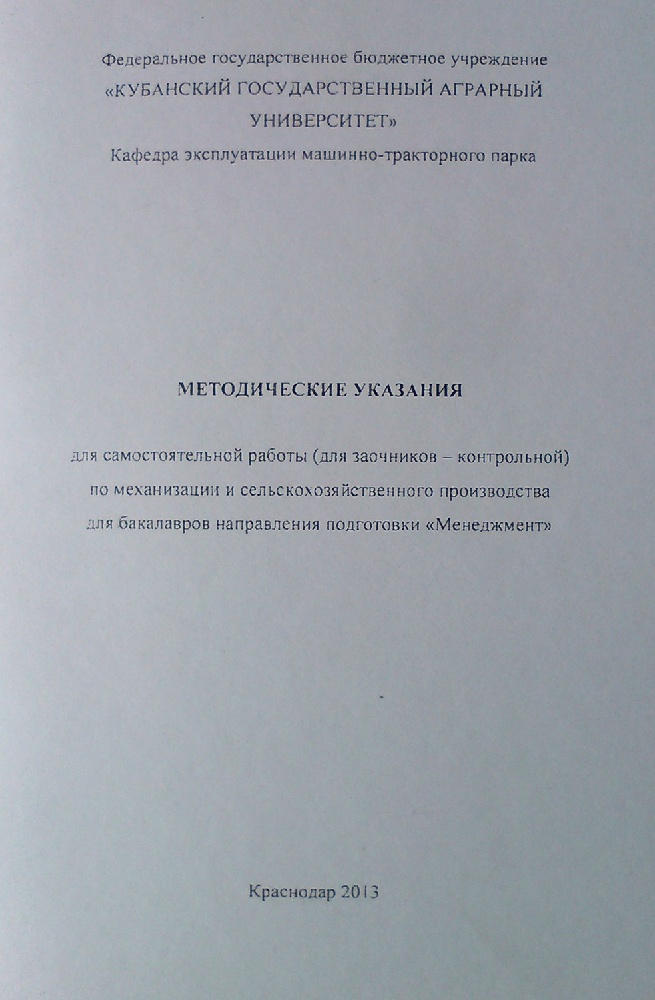 Федеральное государственное бюджетное учреждение
«КУБАНСКИЙ ГОСУДАРСТВЕННЫЙ АГРАРНЫЙ
УНИВЕРСИТЕТ»
Кафедра эксплуатации машинно-тракторного парка
МЕТОДИЧЕСКИЕ УКАЗАНИЯ
для самостоятельной работы (для заочников – контрольной)
по механизации и сельскохозяйственного производства
для бакалавров направления подготовки «Менеджмент»
Краснодар 2013